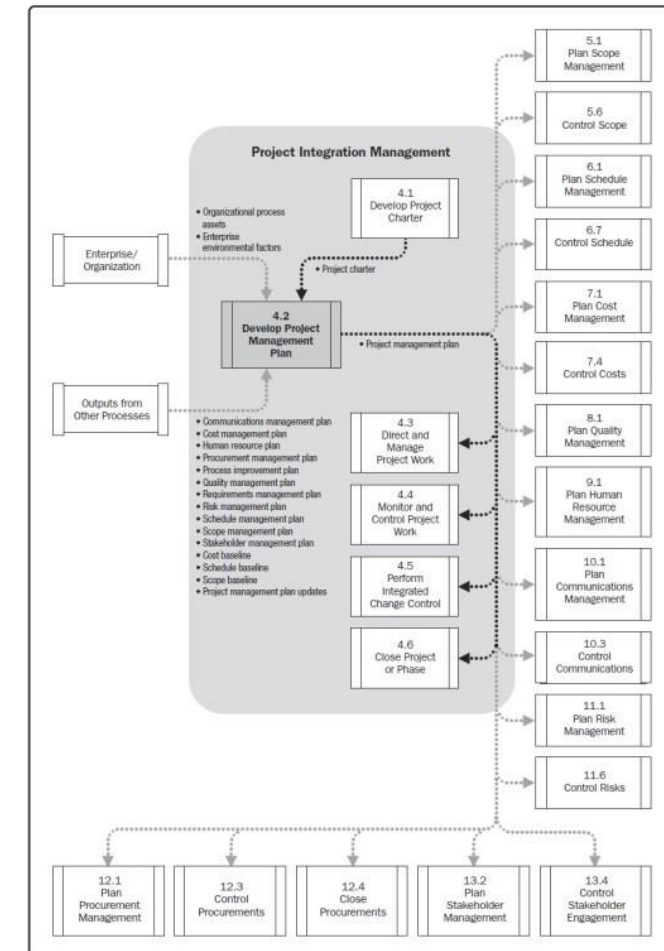 Project Integration Management
4.1
Develop Project
Charter
• Organizational process
assets
• Enterprise
environmental factors
Enterprise/
Organization
• Project charter
4.2
Develop Project
Management
Plan
• Project management plan
Outputs from
Other Processes
• Communications management plan
• Cost management plan
• Human resource plan
• Procurement management plan
• Process improvement plan
• Quality management plan
• Requirements management plan
• Risk management plan
• Schedule management plan
• Scope management plan
• Stakeholder management plan
• Cost baseline
• Schedule baseline
• Scope baseline
• Project management plan updates
4.3
Direct and
Manage
Project Work
4.4
Monitor and
Control Project
Work
4.5
Perform
Integrated
Change Control
4.6
Close Project
or Phase
5.1
Plan Scope
Management
5.6
Control Scope
6.1
Plan Schedule
Management
6.7
Control Schedule
7.1
Plan Cost
Management
7.4
Control Costs
8.1
Plan Quality
Management
9.1
Plan Human
Resource
Management
10.1
Plan
Communications
Management
10.3
Control
Communications
11.1
Plan Risk
Management
11.6
Control Risks
12.1
Plan
Procurement
Management
12.3
Control
Procurements
12.4
Close
Procurements
13.2
Plan
Stakeholder
Management
13.4
Control
Stakeholder
Engagement